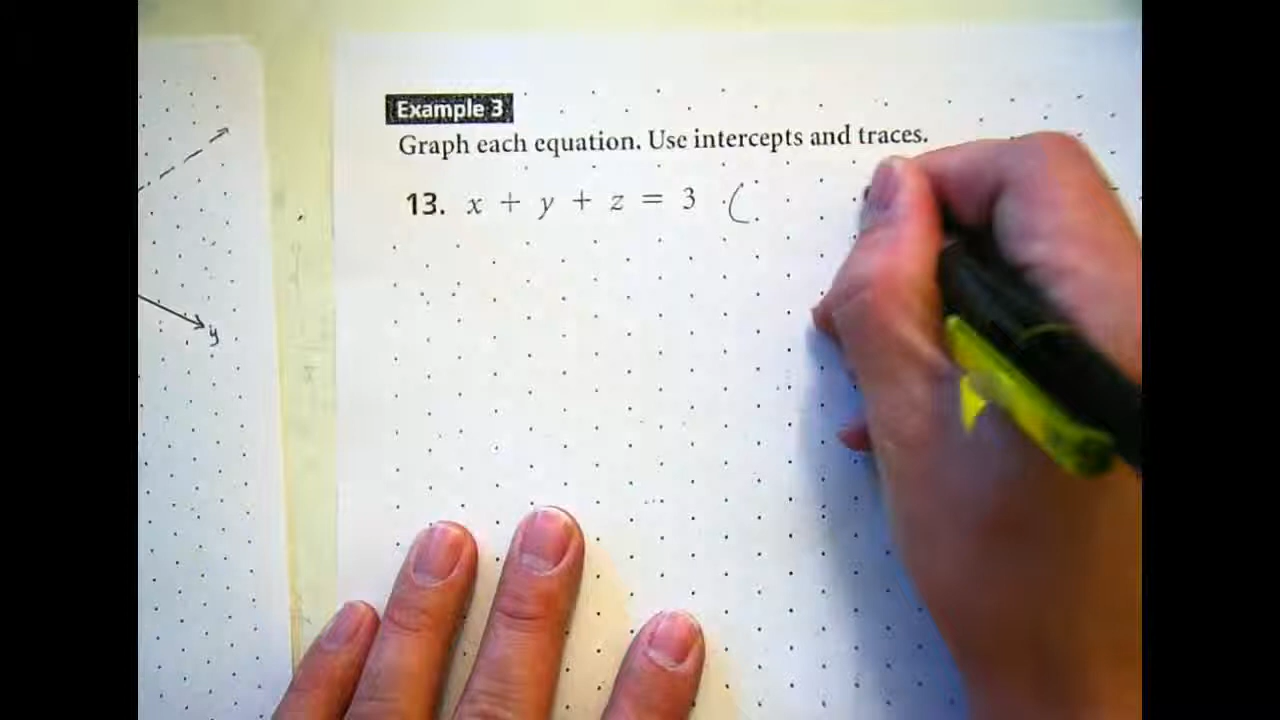 Example 3
Graph each equation. Use intercepts and traces.
13. x + y + z = 3 (
y